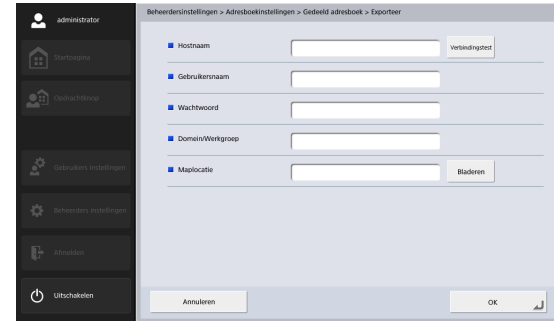 administrator
Startpagina
Opdrachtknop
Gebruikers Instellingen
Beheerders Instellingen
Afmelden
Uitschakelen
Beheerdersinstellingen > Adresboekinstellingen > Gedeeld adresboek > Exporteer
Hostnaam
Verbindingstest
Gebruikersnaam
Wachtwoord
Domein/Werkgroep
Maplocatie
Bladeren
Annuleren
OK